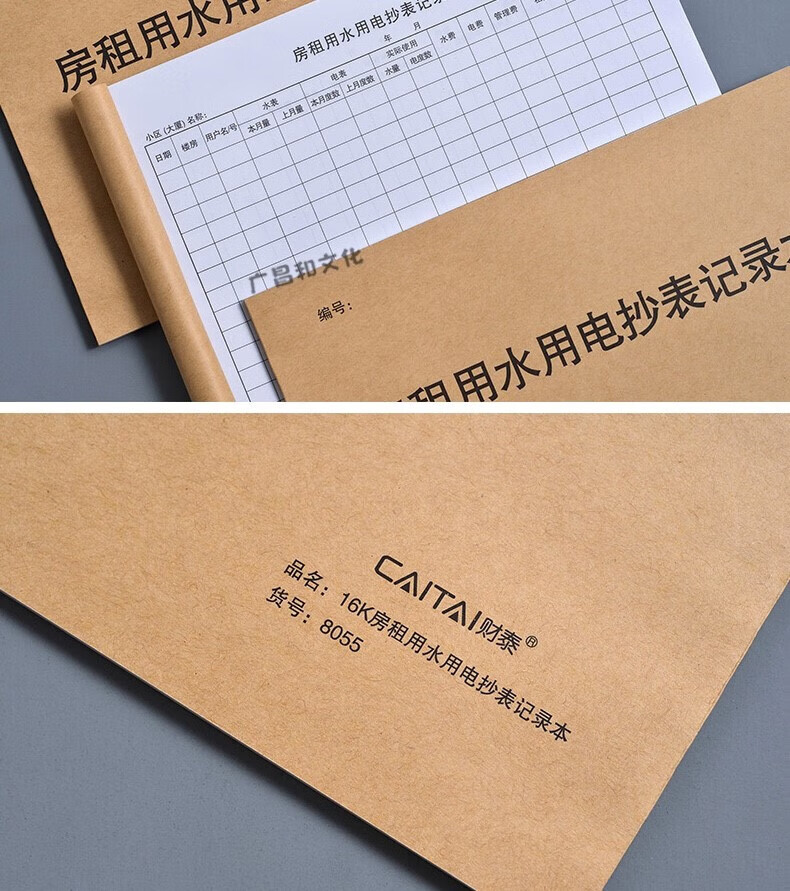 房租用水用
房租用水用电抄表记录
年 月
小区(大厦)名称:
水表 电表 实际使用
日期 楼房 用户名/号 本月量 上月量 本月度数 上月度数 水量 电度数 水费 电费 管理费
广昌和文化
编号:
租用水用电抄表记录本
CAITAI财泰®
品名:16K房租用水用电抄表记录本
货号:8055